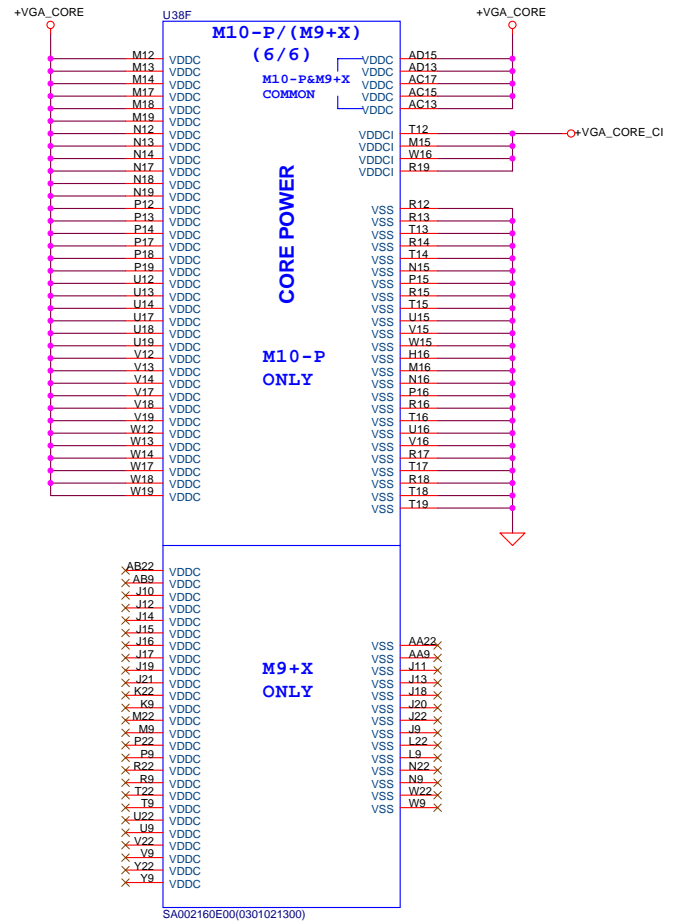 +VGA_CORE
+VGA_CORE
U38F
M10-P/(M9+X)
(6/6)
M10-P&M9+X
COMMON
CORE POWER
M10-P
ONLY
M12 VDDC
M13 VDDC
M14 VDDC
M17 VDDC
M18 VDDC
M19 VDDC
N12 VDDC
N13 VDDC
N14 VDDC
N17 VDDC
N18 VDDC
N19 VDDC
P12 VDDC
P13 VDDC
P14 VDDC
P17 VDDC
P18 VDDC
P19 VDDC
U12 VDDC
U13 VDDC
U14 VDDC
U17 VDDC
U18 VDDC
U19 VDDC
V12 VDDC
V13 VDDC
V14 VDDC
V17 VDDC
V18 VDDC
V19 VDDC
W12 VDDC
W13 VDDC
W14 VDDC
W17 VDDC
W18 VDDC
W19 VDDC
VDDC AD15
VDDC AD13
VDDC AC17
VDDC AC15
VDDC AC13
VDDCI T12
+VGA_CORE_CI
VDDCI M15
VDDCI W16
VDDCI R19
VSS R12
VSS R13
VSS T13
VSS R14
VSS T14
VSS N15
VSS P15
VSS R15
VSS T15
VSS U15
VSS V15
VSS W15
VSS H16
VSS M16
VSS N16
VSS P16
VSS R16
VSS T16
VSS U16
VSS V16
VSS R17
VSS T17
VSS R18
VSS T18
VSS T19
M9+X
ONLY
AB22 VDDC
AB9 VDDC
J10 VDDC
J12 VDDC
J14 VDDC
J15 VDDC
J16 VDDC
J17 VDDC
J19 VDDC
J21 VDDC
K22 VDDC
K9 VDDC
M22 VDDC
M9 VDDC
P22 VDDC
P9 VDDC
R22 VDDC
R9 VDDC
T22 VDDC
T9 VDDC
U22 VDDC
U9 VDDC
V22 VDDC
V9 VDDC
Y22 VDDC
Y9 VDDC
VSS AA22
VSS AA9
VSS J11
VSS J13
VSS J18
VSS J20
VSS J22
VSS J9
VSS L22
VSS L9
VSS N22
VSS N9
VSS W22
VSS W9
SA002160E00(0301021300)